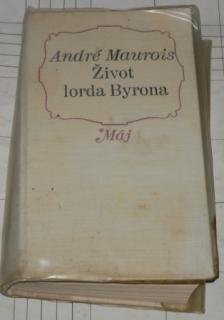 André Maurois
Život
lorda Byrona
Máj